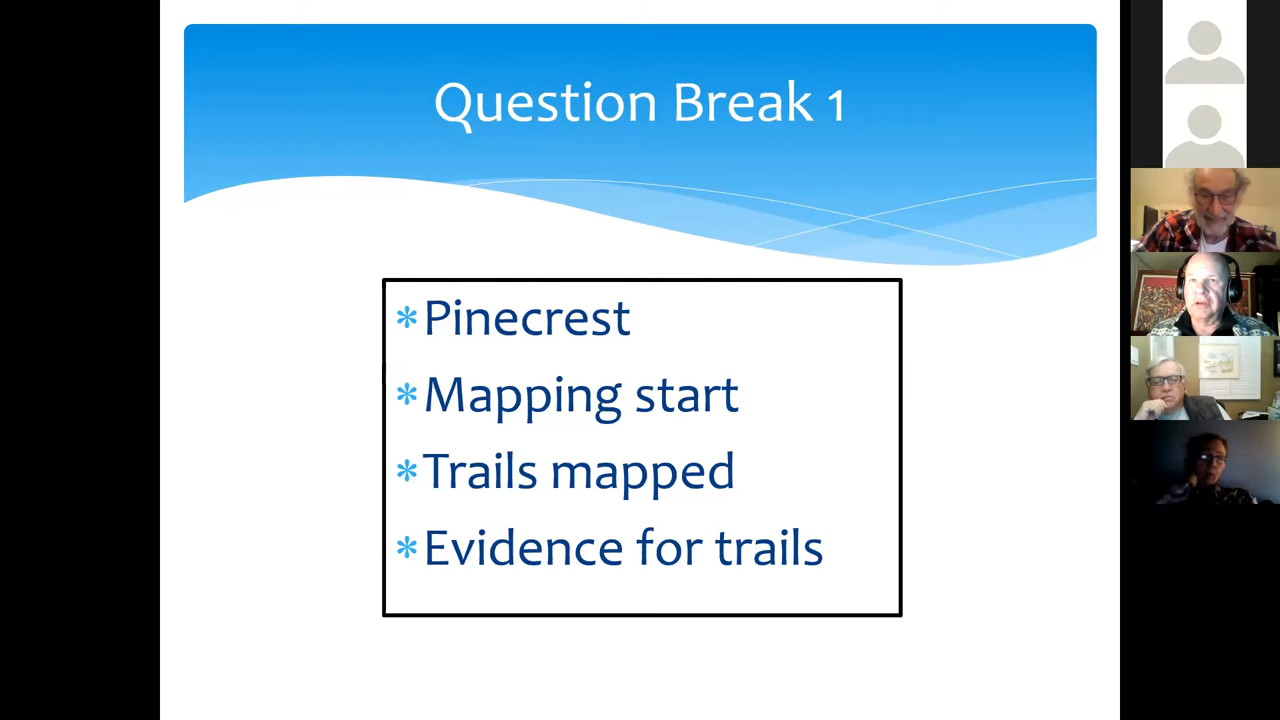 Question Break 1
* Pinecrest
* Mapping start
* Trails mapped
* Evidence for trails